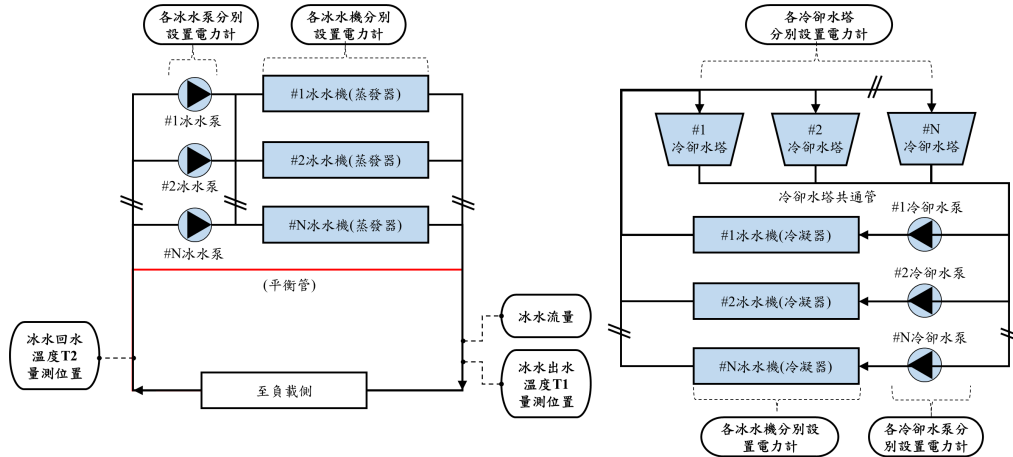 各冰水泵分別
設置電力計
各冰水機分別
設置電力計
#1冰水泵
#2冰水泵
#N冰水泵
#1冰水機(蒸發器)
#2冰水機(蒸發器)
#N冰水機(蒸發器)
(平衡管)
冰水回水
溫度T2
量測位置
至負載側
冰水流量
冰水出水
溫度T1
量測位置
各冷卻水塔
分別設置電力計
#1
冷卻水塔
#2
冷卻水塔
#N
冷卻水塔
冷卻水塔共通管
#1冰水機(冷凝器)
#1冷卻水泵
#2冰水機(冷凝器)
#2冷卻水泵
#N冰水機(冷凝器)
#N冷卻水泵
各冰水機分別設
置電力計
各冷卻水泵分
別設置電力計